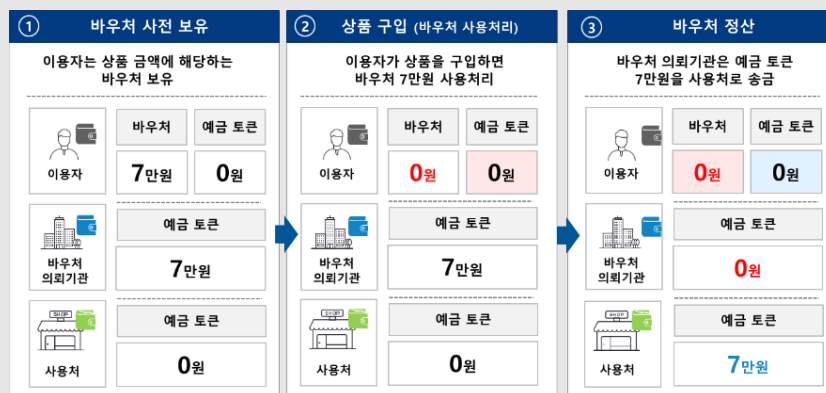 ① 바우처 사전 보유
이용자는 상품 금액에 해당하는
바우처 보유
이용자
바우처
예금 토큰
7만원
0원
바우처
의뢰기관
예금 토큰
7만원
SHOP
사용처
예금 토큰
0원
② 상품 구입 (바우처 사용처리)
이용자가 상품을 구입하면
바우처 7만원 사용처리
이용자
바우처
예금 토큰
0원
0원
바우처
의뢰기관
예금 토큰
7만원
SHOP
사용처
예금 토큰
0원
③ 바우처 정산
바우처 의뢰기관은 예금 토큰
7만원을 사용처로 송금
이용자
바우처
예금 토큰
0원
0원
바우처
의뢰기관
예금 토큰
0원
SHOP
사용처
예금 토큰
7만원